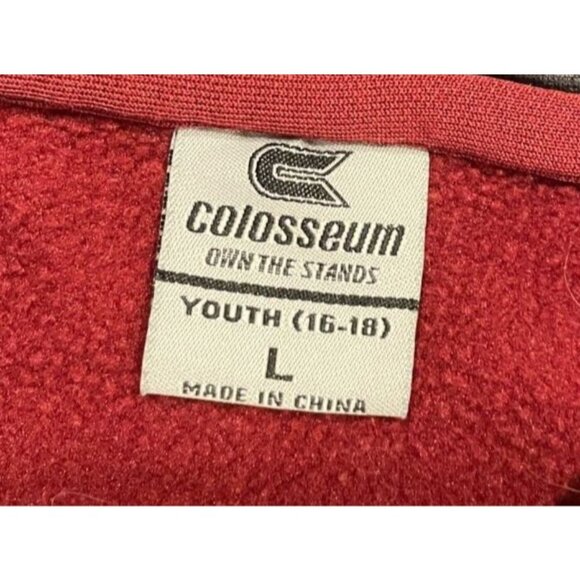 COLOSSEUM
OWN THE STANDS
YOUTH (16-18)
L
MADE IN CHINA